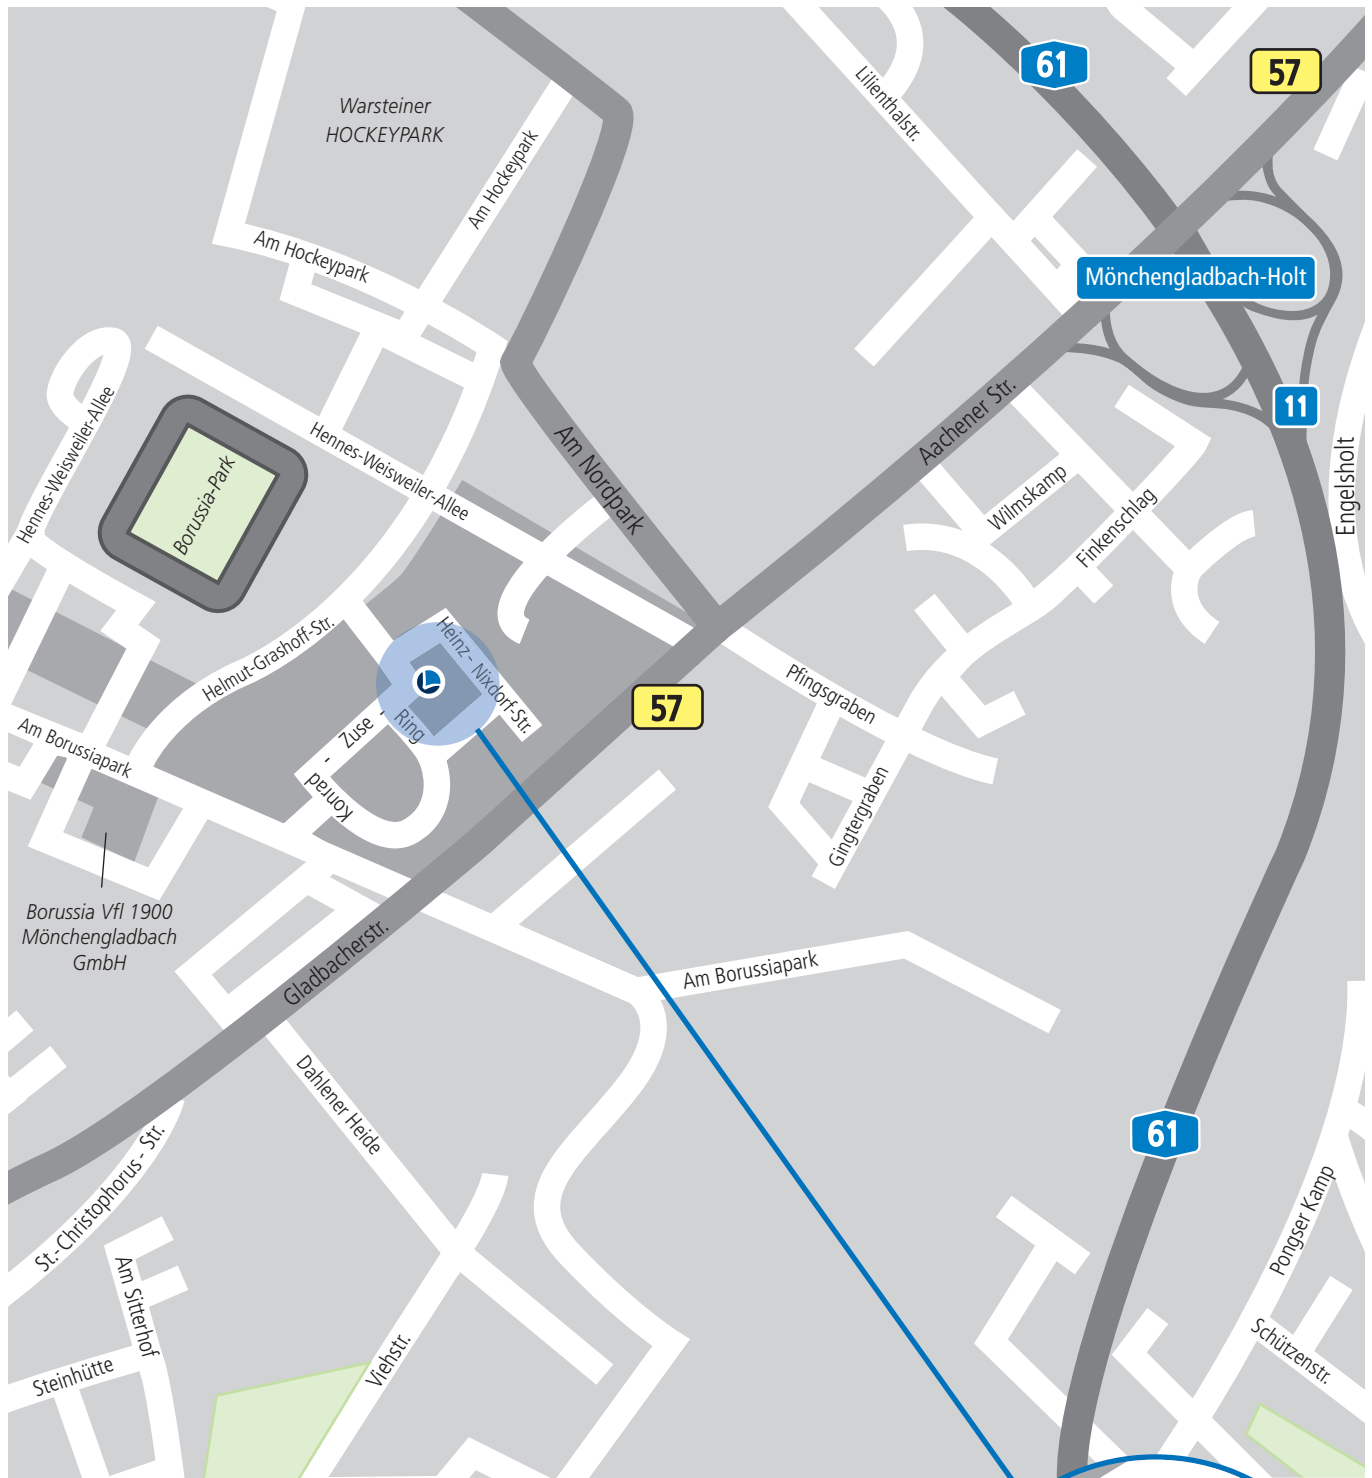 61
57
Lilienthalstr.
Warsteiner
HOCKEYPARK
Am Hockeypark
Am Hockeypark
Mönchengladbach-Holt
11
Aachener Str.
Hennes-Weisweiler-Allee
Hennes-Weisweiler-Allee
Am Nordpark
Borussia-Park
Wilmskamp
Finkenschlag
Engelsholt
Helmut-Grashoff-Str.
Heinz - Nixdorf-Str.
Pfingsgraben
57
Konrad - Zuse - Ring
Am Borussiapark
Gingtergraben
Borussia Vfl 1900
Mönchengladbach
GmbH
Gladbacherstr.
Am Borussiapark
Dahlener Heide
61
St.-Christophorus - Str.
Pongser Kamp
Am Sitterhof
Schützenstr.
Viehstr.
Steinhütte